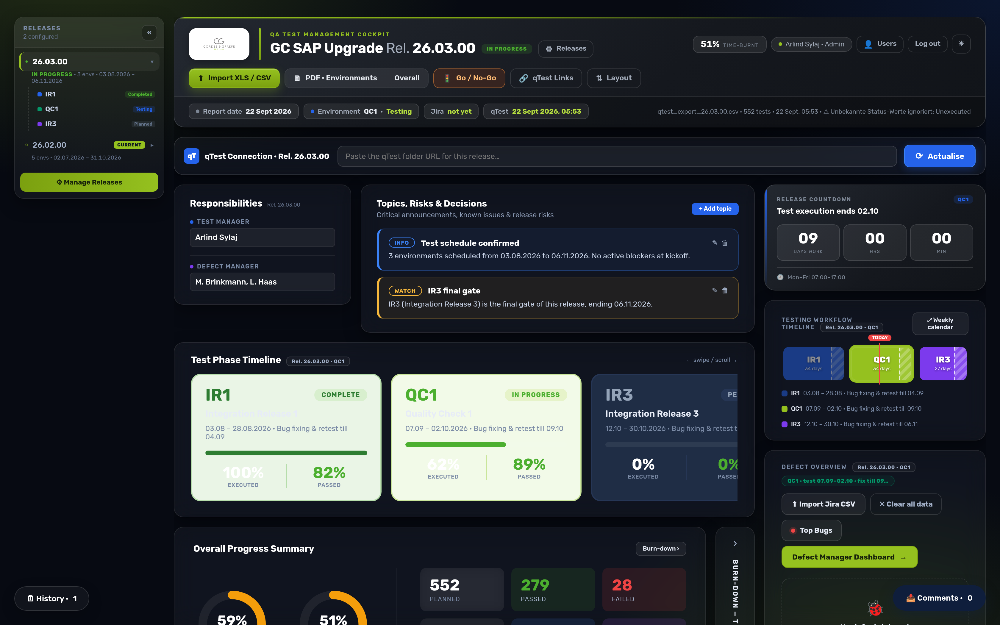 RELEASES
2 configured
«
26.03.00
IN PROGRESS • 3 envs • 03.08.2026 –
06.11.2026
IR1 Completed
QC1 Testing
IR3 Planned
26.02.00 CURRENT
5 envs • 02.07.2026 – 31.10.2026
⚙ Manage Releases
CG
CORDES & GRAEFE
QA TEST MANAGEMENT COCKPIT
GC SAP Upgrade Rel. 26.03.00 IN PROGRESS ⚙ Releases
51% TIME-BURNT
Arlind Sylaj • Admin
Users
Log out
Import XLS / CSV
PDF • Environments
Overall
Go / No-Go
qTest Links
Layout
Report date 22 Sept 2026
Environment QC1 • Testing
Jira not yet
qTest 22 Sept 2026, 05:53
qtest_export_26.03.00.csv • 552 tests • 22 Sept, 05:53 • ⚠ Unbekannte Status-Werte ignoriert: Unexecuted
qT qTest Connection • Rel. 26.03.00
Paste the qTest folder URL for this release…
Actualise
Responsibilities Rel. 26.03.00
TEST MANAGER
Arlind Sylaj
DEFECT MANAGER
M. Brinkmann, L. Haas
Topics, Risks & Decisions
Critical announcements, known issues & release risks
+ Add topic
INFO Test schedule confirmed
3 environments scheduled from 03.08.2026 to 06.11.2026. No active blockers at kickoff.
WATCH IR3 final gate
IR3 (Integration Release 3) is the final gate of this release, ending 06.11.2026.
RELEASE COUNTDOWN QC1
Test execution ends 02.10
09 00 00
DAYS WORK HRS MIN
Mon–Fri 07:00–17:00
TESTING WORKFLOW
TIMELINE Rel. 26.03.00 • QC1
⤢ Weekly
calendar
TODAY
IR1 QC1 IR3
34 days 34 days 27 days
IR1 03.08 – 28.08 • Bug fixing & retest till 04.09
QC1 07.09 – 02.10 • Bug fixing & retest till 09.10
IR3 12.10 – 30.10 • Bug fixing & retest till 06.11
Test Phase Timeline Rel. 26.03.00 • QC1
← swipe / scroll →
IR1 COMPLETE
Integration Release 1
03.08 – 28.08.2026 • Bug fixing & retest till
04.09
100% 82%
EXECUTED PASSED
QC1 IN PROGRESS
Quality Check 1
07.09 – 02.10.2026 • Bug fixing & retest till 09.10
62% 89%
EXECUTED PASSED
IR3 PE
Integration Release 3
12.10 – 30.10.2026 • Bug fixing & retest t
0% 0%
EXECUTED PASSE
DEFECT OVERVIEW Rel. 26.03.00 • QC1
QC1 • test 07.09–02.10 • fix till 09…
Import Jira CSV
✕ Clear all data
Top Bugs
Defect Manager Dashboard →
Overall Progress Summary
Burn-down ›
59% 51%
552 279 28
PLANNED PASSED FAILED
BURN-DOWN –
History • 1
Comments • 0